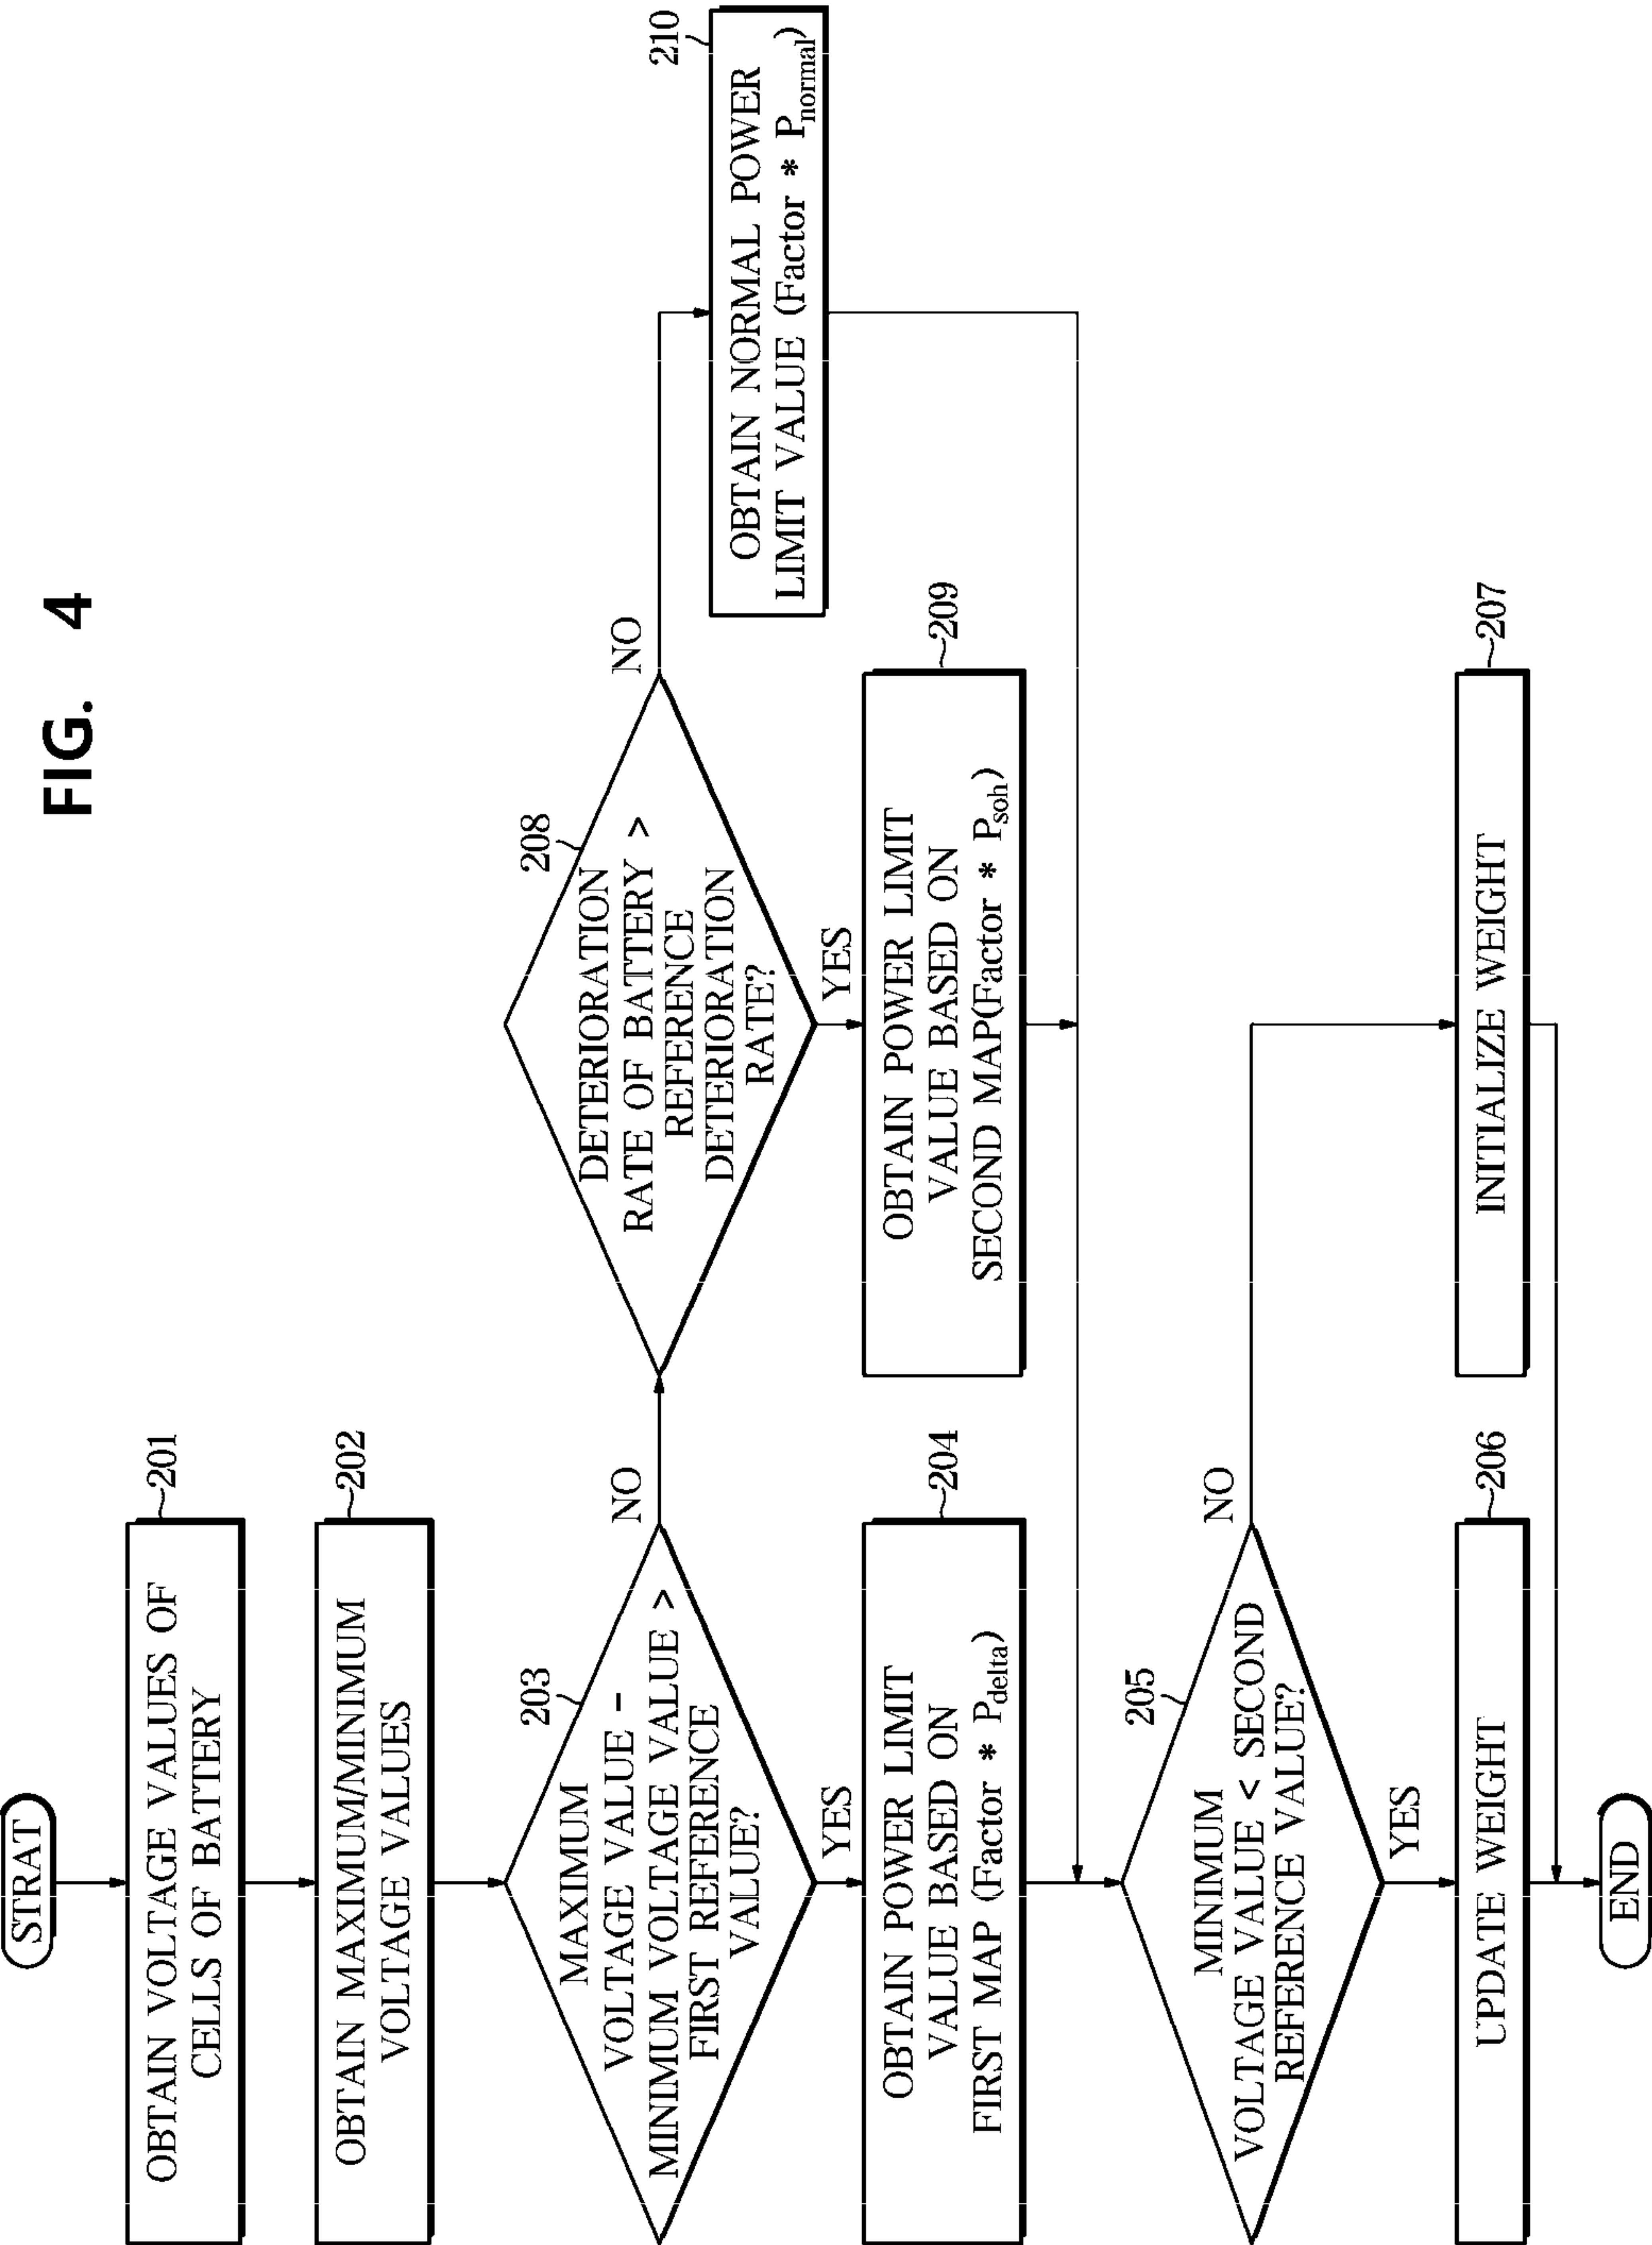 FIG. 4
STRAT
OBTAIN VOLTAGE VALUES OF
CELLS OF BATTERY
201
OBTAIN MAXIMUM/MINIMUM
VOLTAGE VALUES
202
203
MAXIMUM
VOLTAGE VALUE -
MINIMUM VOLTAGE VALUE >
FIRST REFERENCE
VALUE?
NO
YES
208
DETERIORATION
RATE OF BATTERY >
REFERENCE
DETERIORATION
RATE?
NO
YES
210
OBTAIN NORMAL POWER
LIMIT VALUE (Factor * Pnormal)
OBTAIN POWER LIMIT
VALUE BASED ON
FIRST MAP (Factor * Pdelta)
204
OBTAIN POWER LIMIT
VALUE BASED ON
SECOND MAP(Factor * Psoh)
209
205
MINIMUM
VOLTAGE VALUE < SECOND
REFERENCE VALUE?
NO
YES
UPDATE WEIGHT
206
INITIALIZE WEIGHT
207
END